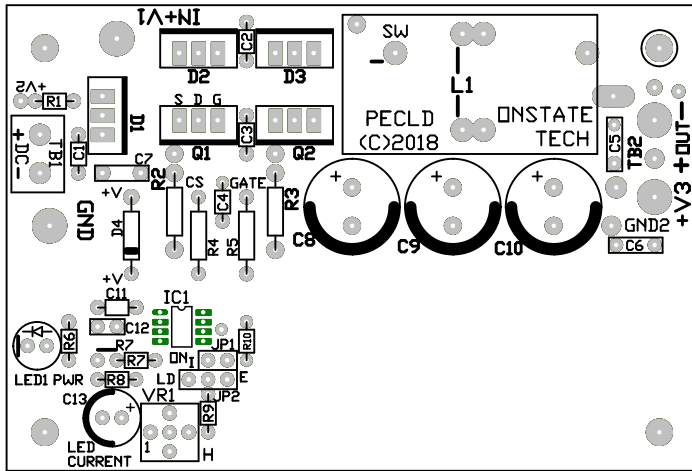 IN+V1
C2
D2
D3
SW
L1
+V2
R1
D1
S D G
C3
Q1
Q2
PECLD
(C)2018
ONSTATE
TECH
+DC-
TB1
C1
C7
C5
TB2
OUT-
+V3 +
R2
CS
GATE
R3
C4
+V
GND
D4
R4
R5
C8
C9
C10
GND2
C6
+V
C11
IC1
C12
R6
R7
R7
ON
I
JP1
R10
LED1 PWR
R8
LD
E
JP2
C13
VR1
R9
1
H
LED
CURRENT